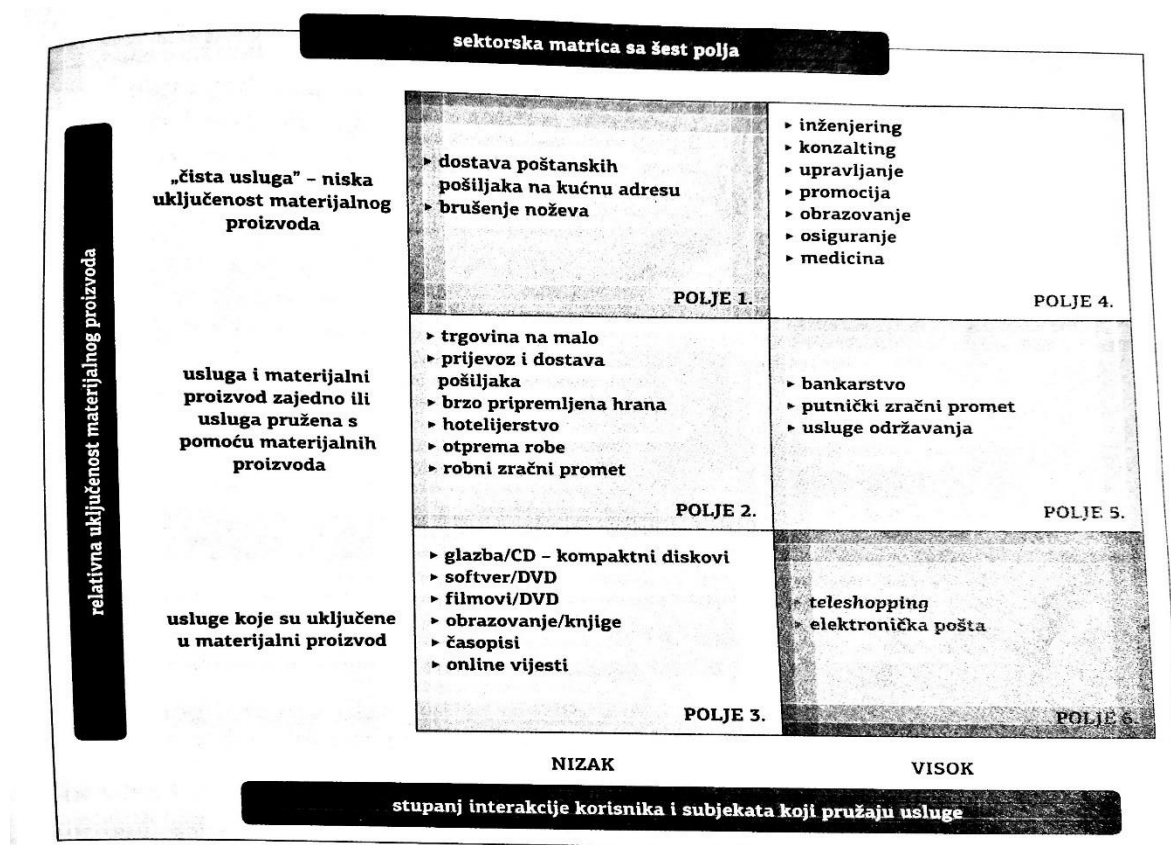 sektorska matrica sa šest polja
relativna uključenost materijalnog proizvoda
„čista usluga” – niska
uključenost materijalnog
proizvoda
▸ dostava poštanskih
pošiljaka na kućnu adresu
▸ brušenje noževa
POLJE 1.
▸ inženjering
▸ konzalting
▸ upravljanje
▸ promocija
▸ obrazovanje
▸ osiguranje
▸ medicina
POLJE 4.
usluga i materijalni
proizvod zajedno ili
usluga pružena s
pomoću materijalnih
proizvoda
▸ trgovina na malo
▸ prijevoz i dostava
pošiljaka
▸ brzo pripremljena hrana
▸ hotelijerstvo
▸ otprema robe
▸ robni zračni promet
POLJE 2.
▸ bankarstvo
▸ putnički zračni promet
▸ usluge održavanja
POLJE 5.
usluge koje su uključene
u materijalni proizvod
▸ glazba/CD – kompaktni diskovi
▸ softver/DVD
▸ filmovi/DVD
▸ obrazovanje/knjige
▸ časopisi
▸ online vijesti
POLJE 3.
▸ teleshopping
▸ elektronička pošta
POLJE 6.
NIZAK
VISOK
stupanj interakcije korisnika i subjekata koji pružaju usluge